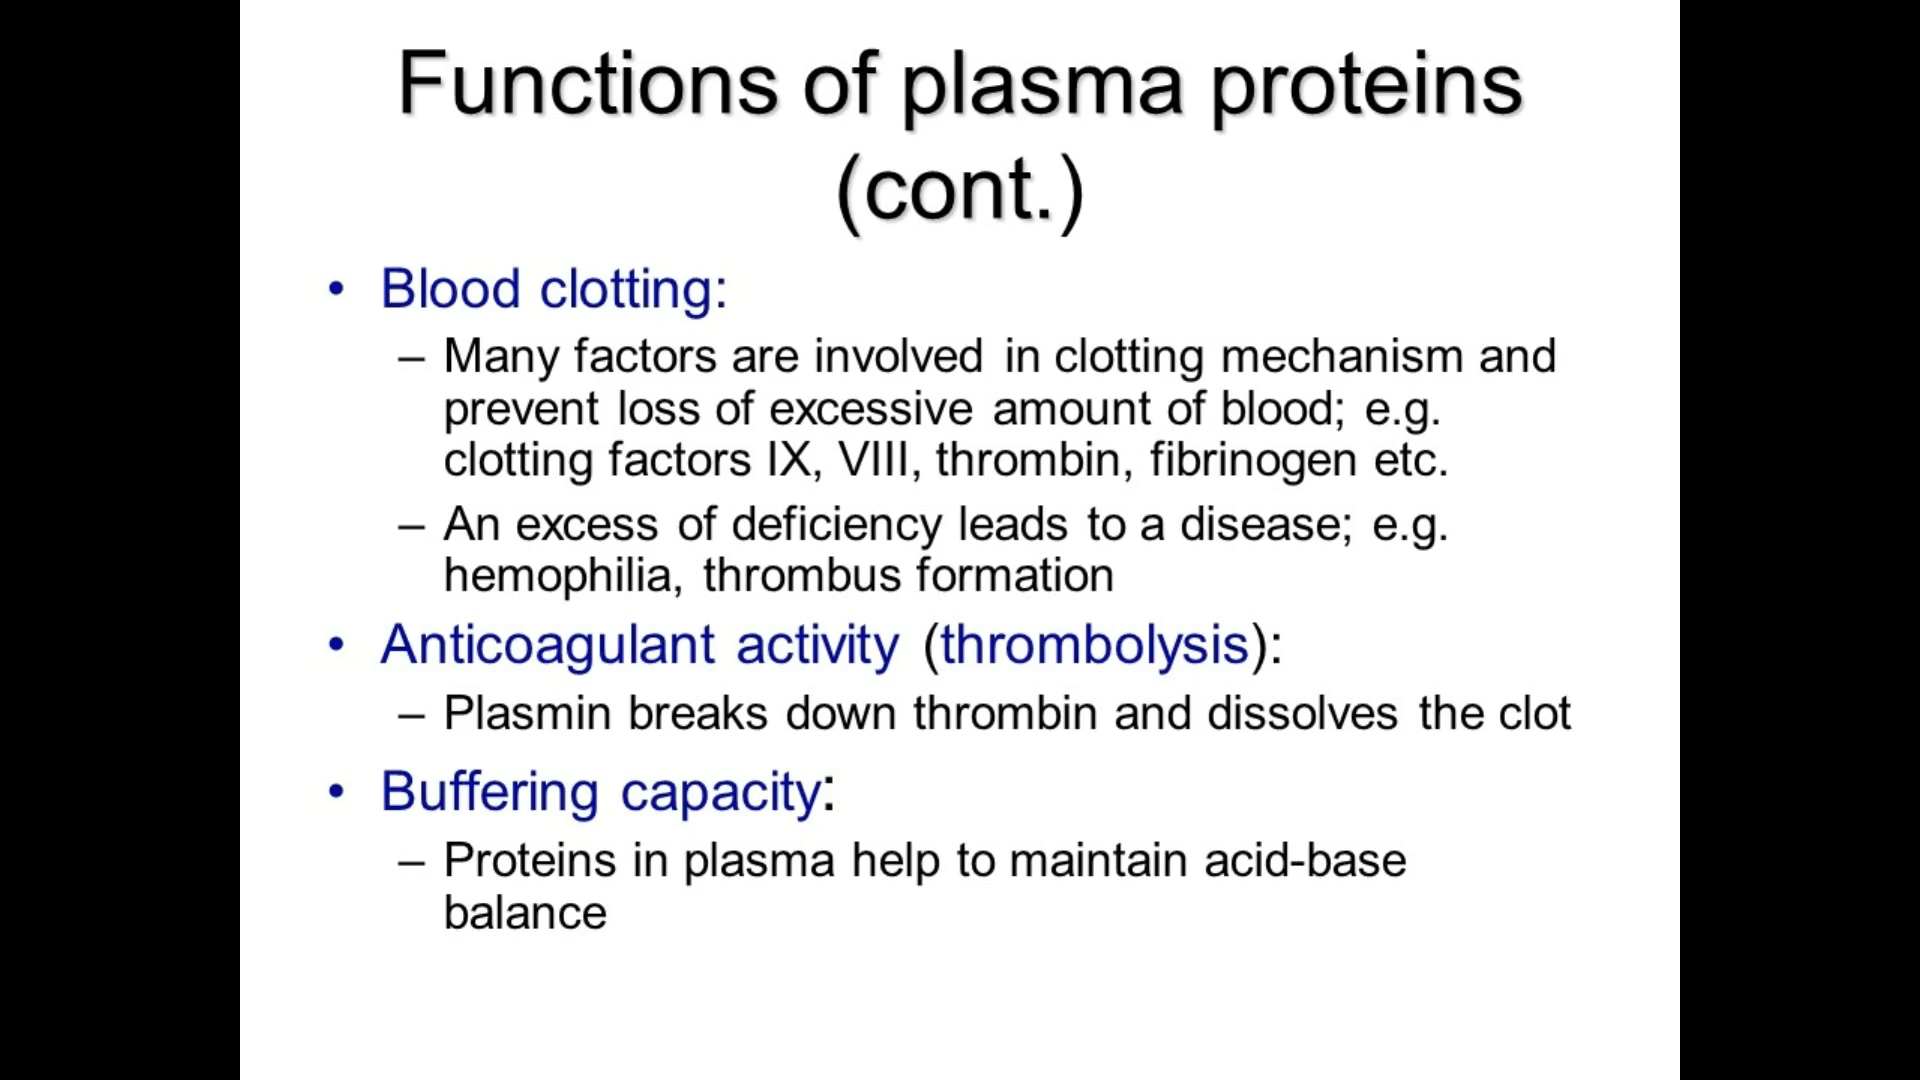 Functions of plasma proteins
(cont.)
• Blood clotting:
– Many factors are involved in clotting mechanism and
prevent loss of excessive amount of blood; e.g.
clotting factors IX, VIII, thrombin, fibrinogen etc.
– An excess of deficiency leads to a disease; e.g.
hemophilia, thrombus formation
• Anticoagulant activity (thrombolysis):
– Plasmin breaks down thrombin and dissolves the clot
• Buffering capacity:
– Proteins in plasma help to maintain acid-base
balance